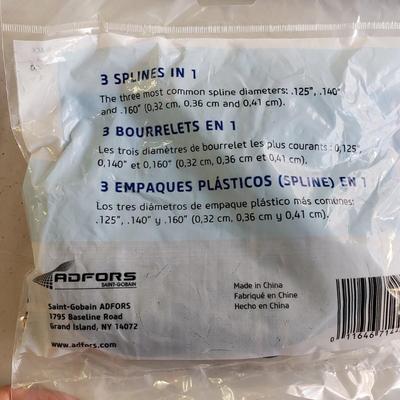 3 SPLINES IN 1
The three most common spline diameters: .125”, .140”
and .160” (0,32 cm, 0.36 cm and 0,41 cm).
3 BOURRELETS EN 1
Les trois diamètres de bourrelet les plus courants : 0,125”,
0,140” et 0,160” (0,32 cm, 0,36 cm et 0,41 cm).
3 EMPAQUES PLÁSTICOS (SPLINE) EN 1
Los tres diámetros de empaque plástico más comunes:
.125”, .140” y .160” (0,32 cm, 0,36 cm y 0,41 cm).
ADFORS
SAINT-GOBAIN
Saint-Gobain ADFORS
1795 Baseline Road
Grand Island, NY 14072
www.adfors.com
Made in China
Fabriqué en Chine
Hecho en China